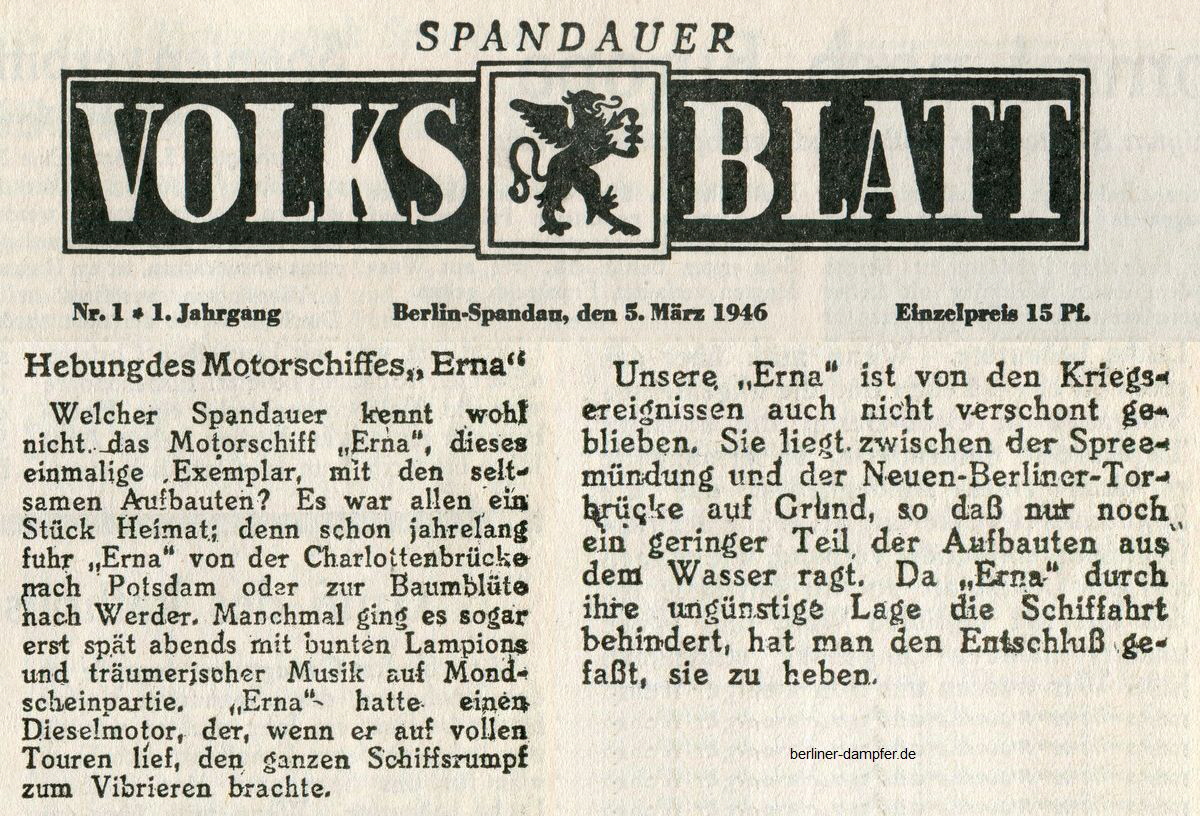 SPANDAUER
VOLKS BLATT
Nr. 1 * 1. Jahrgang Berlin-Spandau, den 5. März 1946 Einzelpreis 15 Pf.
Hebung des Motorschiffes „Erna“
Welcher Spandauer kennt wohl
nicht das Motorschiff „Erna“, dieses
einmalige Exemplar, mit den selt-
samen Aufbauten? Es war allen ein
Stück Heimat; denn schon jahrelang
fuhr „Erna“ von der Charlottenbrücke
nach Potsdam oder zur Baumblüte
nach Werder. Manchmal ging es sogar
erst spät abends mit bunten Lampions
und träumerischer Musik auf Mond-
scheinpartie. „Erna“ hatte einen
Dieselmotor, der, wenn er auf vollen
Touren lief, den ganzen Schiffsrumpf
zum Vibrieren brachte.
Unsere „Erna“ ist von den Kriegs-
ereignissen auch nicht verschont ge-
blieben. Sie liegt zwischen der Spree-
mündung und der Neuen-Berliner-Tor-
brücke auf Grund, so daß nur noch
ein geringer Teil der Aufbauten aus
dem Wasser ragt. Da „Erna“ durch
ihre ungünstige Lage die Schiffahrt
behindert, hat man den Entschluß ge-
faßt, sie zu heben.
berliner-dampfer.de